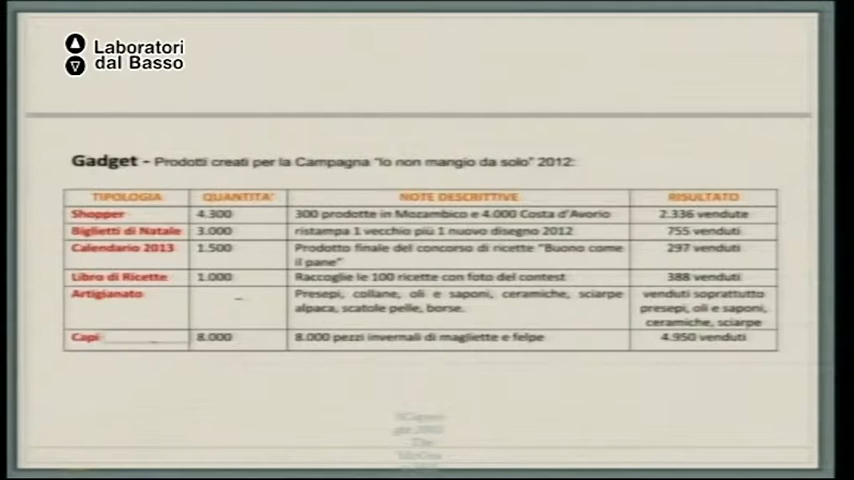 Laboratori
dal Basso
Gadget - Prodotti creati per la Campagna "Io non mangio da solo" 2012:
TIPOLOGIA QUANTITA' NOTE DESCRITTIVE RISULTATO
Shopper 4.300 300 prodotte in Mozambico e 4.000 Costa d'Avorio 2.336 vendute
Biglietti di Natale 3.000 ristampa 1 vecchio più 1 nuovo disegno 2012 755 venduti
Calendario 2013 1.500 Prodotto finale del concorso di ricette "Buono come 297 venduti
il pane"
Libro di Ricette 1.000 Raccoglie le 100 ricette con foto del contest 388 venduti
Artigianato – Presepi, collane, oli e saponi, ceramiche, sciarpe venduti soprattutto
alpaca, scatole pelle, borse. presepi, oli e saponi,
ceramiche, sciarpe
Capi 8.000 8.000 pezzi invernali di magliette e felpe 4.950 venduti